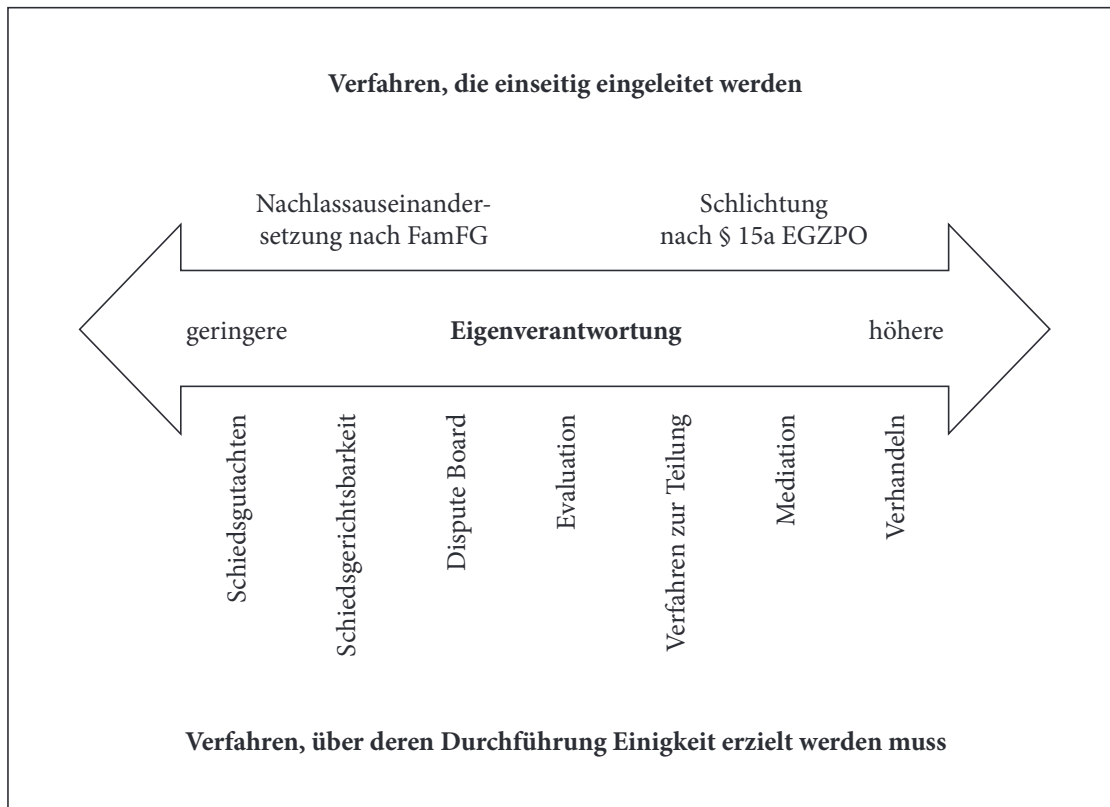 Verfahren, die einseitig eingeleitet werden
Nachlassauseinander-
setzung nach FamFG
Schlichtung
nach § 15a EGZPO
geringere
Eigenverantwortung
höhere
Schiedsgutachten
Schiedsgerichtsbarkeit
Dispute Board
Evaluation
Verfahren zur Teilung
Mediation
Verhandeln
Verfahren, über deren Durchführung Einigkeit erzielt werden muss